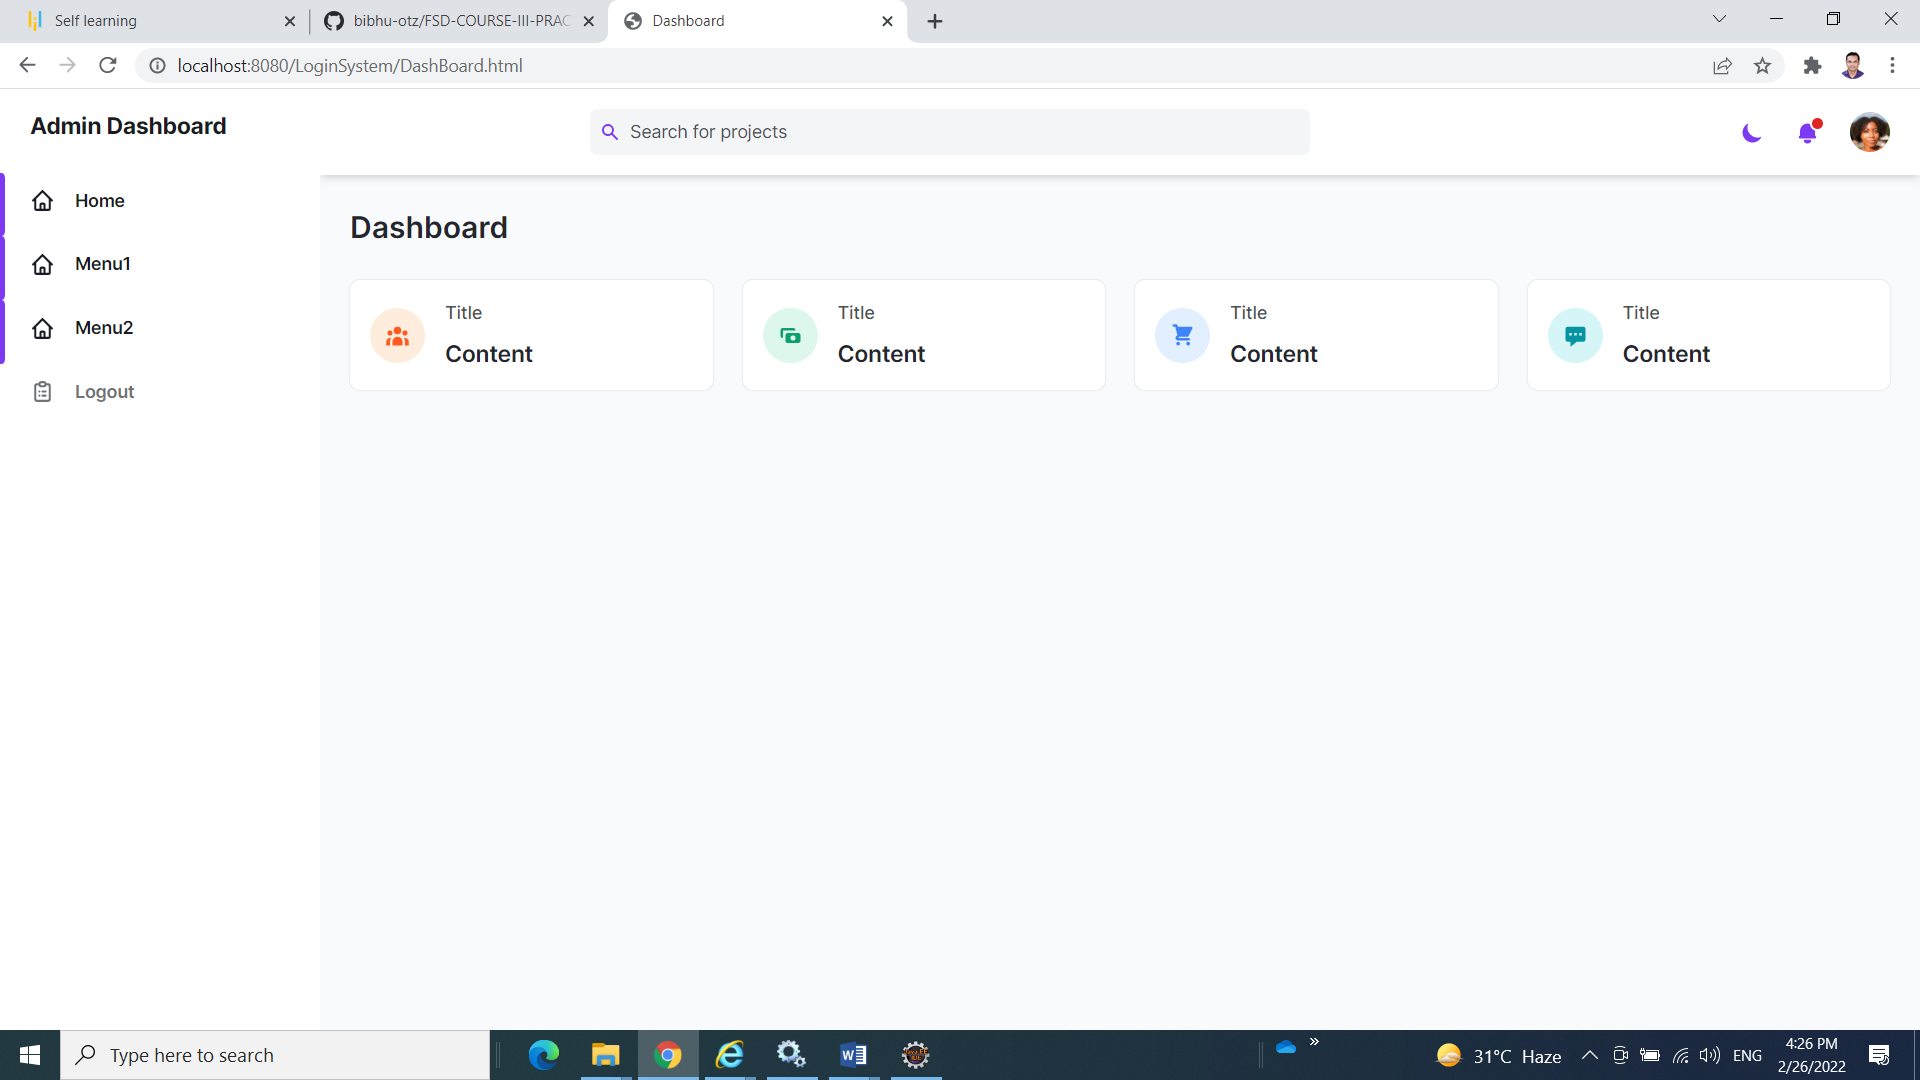 Self learning
bibhu-otz/FSD-COURSE-III-PRAC
Dashboard
localhost:8080/LoginSystem/DashBoard.html
Admin Dashboard
Search for projects
Home
Menu1
Menu2
Logout
Dashboard
Title
Content
Title
Content
Title
Content
Title
Content
Type here to search
31°C Haze
ENG
4:26 PM
2/26/2022